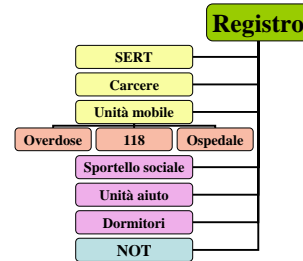 Registro
SERT
Carcere
Unità mobile
Overdose 118 Ospedale
Sportello sociale
Unità aiuto
Dormitori
NOT